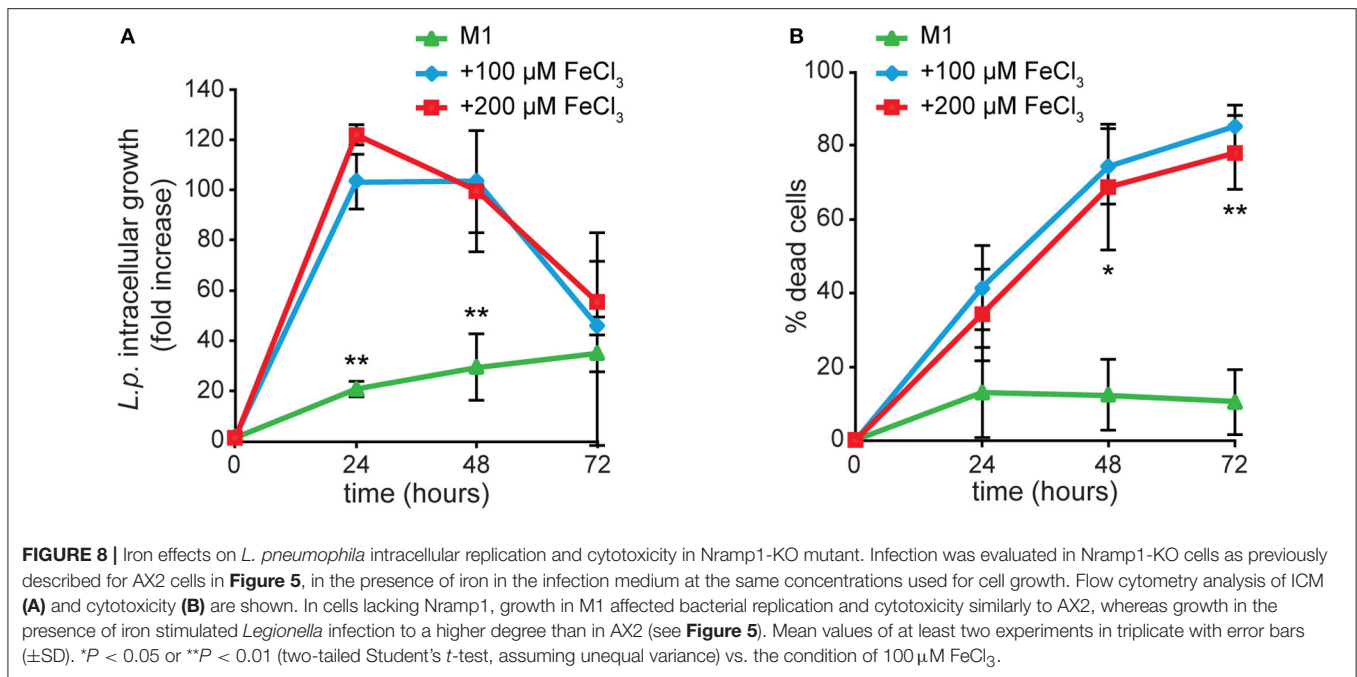 A
M1
+100 µM FeCl₃
+200 µM FeCl₃
L.p. intracellular growth
(fold increase)
140
120
100
80
60
40
20
0
**
**
0 24 48 72
time (hours)
B
M1
+100 µM FeCl₃
+200 µM FeCl₃
% dead cells
100
80
60
40
20
0
*
**
0 24 48 72
time (hours)
FIGURE 8 | Iron effects on L. pneumophila intracellular replication and cytotoxicity in Nramp1-KO mutant. Infection was evaluated in Nramp1-KO cells as previously
described for AX2 cells in Figure 5, in the presence of iron in the infection medium at the same concentrations used for cell growth. Flow cytometry analysis of ICM
(A) and cytotoxicity (B) are shown. In cells lacking Nramp1, growth in M1 affected bacterial replication and cytotoxicity similarly to AX2, whereas growth in the
presence of iron stimulated Legionella infection to a higher degree than in AX2 (see Figure 5). Mean values of at least two experiments in triplicate with error bars
(±SD). *P < 0.05 or **P < 0.01 (two-tailed Student's t-test, assuming unequal variance) vs. the condition of 100 µM FeCl₃.